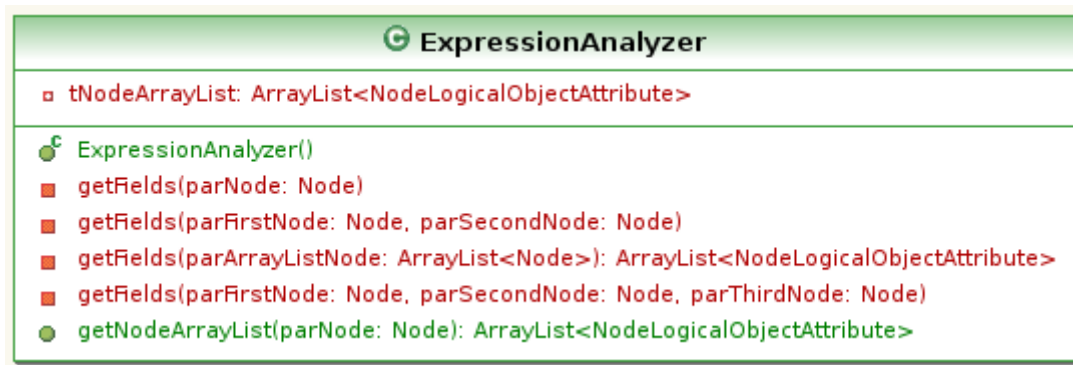 C ExpressionAnalyzer
tNodeArrayList: ArrayList<NodeLogicalObjectAttribute>
C ExpressionAnalyzer()
getFields(parNode: Node)
getFields(parFirstNode: Node, parSecondNode: Node)
getFields(parArrayListNode: ArrayList<Node>): ArrayList<NodeLogicalObjectAttribute>
getFields(parFirstNode: Node, parSecondNode: Node, parThirdNode: Node)
getNodeArrayList(parNode: Node): ArrayList<NodeLogicalObjectAttribute>